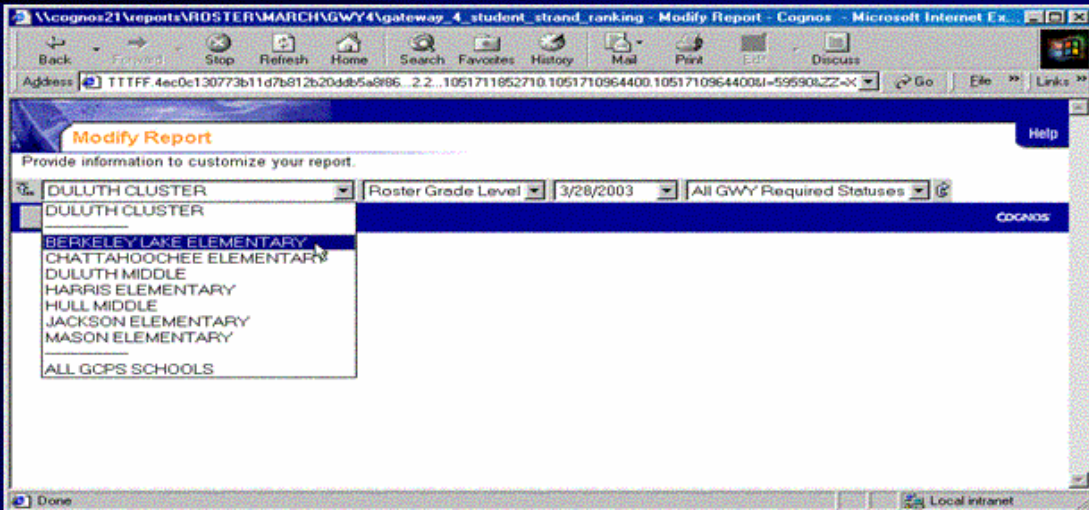 \\cognos21\reports\ROSTER\MARCH\GWY4\gateway_4_student_strand_ranking - Modify Report - Cognos - Microsoft Internet Ex...
Back Forward Stop Refresh Home Search Favorites History Mail Print Edit Discuss
Address Go File » Links »
Modify Report Help
Provide information to customize your report.
DULUTH CLUSTER Roster Grade Level 3/28/2003 All GWY Required Statuses
DULUTH CLUSTER
COGNOS
BERKELEY LAKE ELEMENTARY
CHATTAHOOCHEE ELEMENTARY
DULUTH MIDDLE
HARRIS ELEMENTARY
HULL MIDDLE
JACKSON ELEMENTARY
MASON ELEMENTARY
ALL GCPS SCHOOLS
Done Local intranet